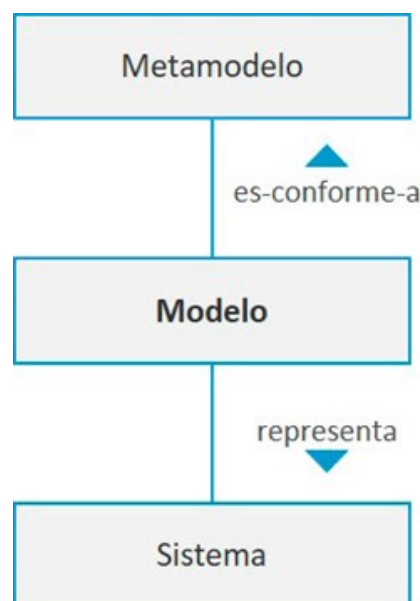 Metamodelo
es-conforme-a
Modelo
representa
Sistema